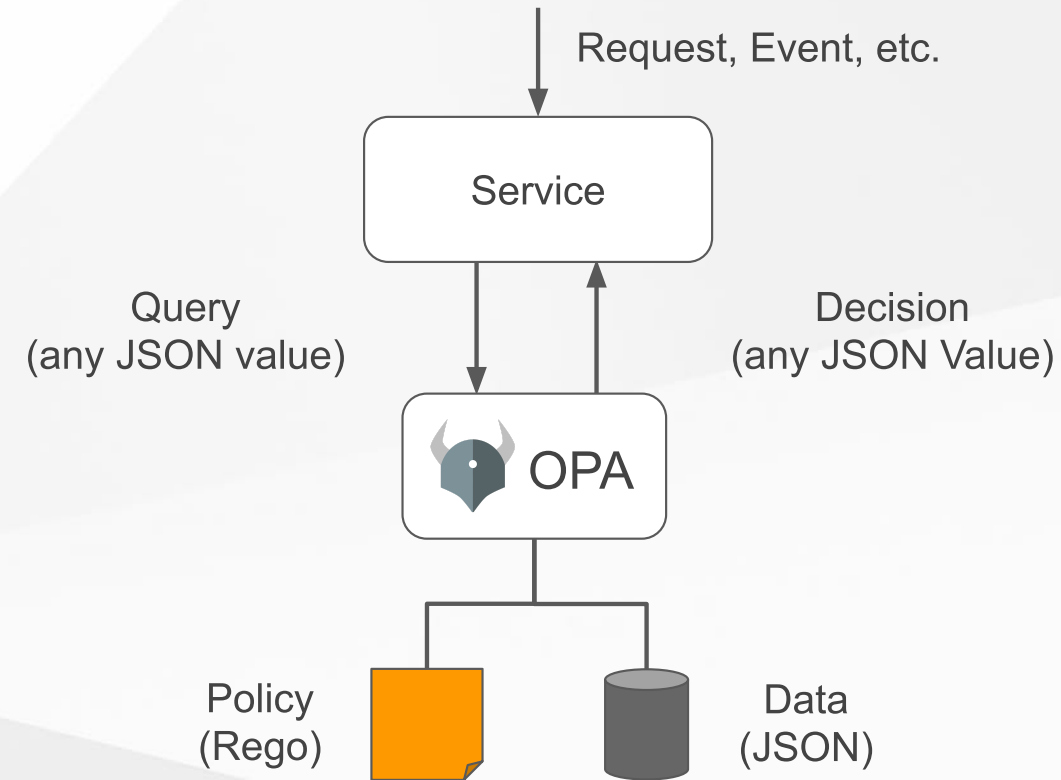 Request, Event, etc.
Service
Query
(any JSON value)
Decision
(any JSON Value)
OPA
Policy
(Rego)
Data
(JSON)